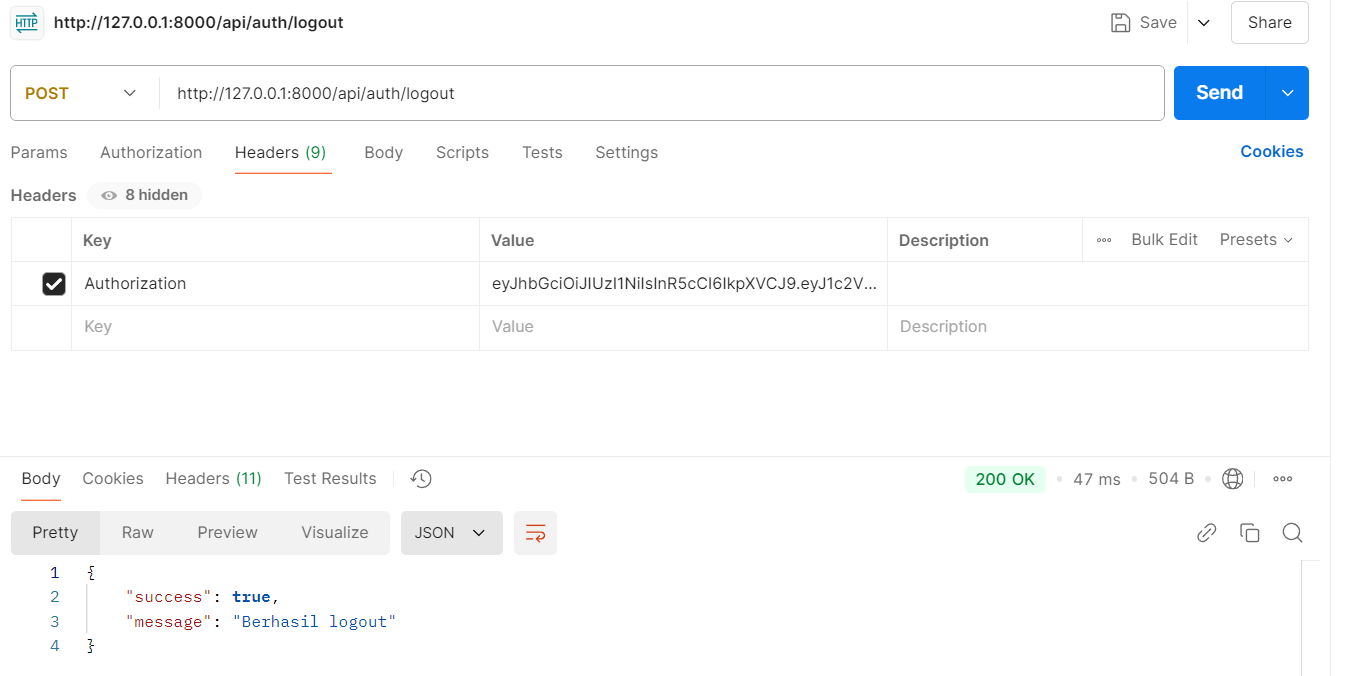 HTTP http://127.0.0.1:8000/api/auth/logout Save Share
POST http://127.0.0.1:8000/api/auth/logout Send
Params Authorization Headers (9) Body Scripts Tests Settings Cookies
Headers 8 hidden
Key Value Description Bulk Edit Presets
Authorization eyJhbGciOiJIUzI1NiIsInR5cCI6IkpXVCJ9.eyJ1c2V...
Key Value Description
Body Cookies Headers (11) Test Results 200 OK • 47 ms • 504 B •
Pretty Raw Preview Visualize JSON
1 {
2 "success": true,
3 "message": "Berhasil logout"
4 }